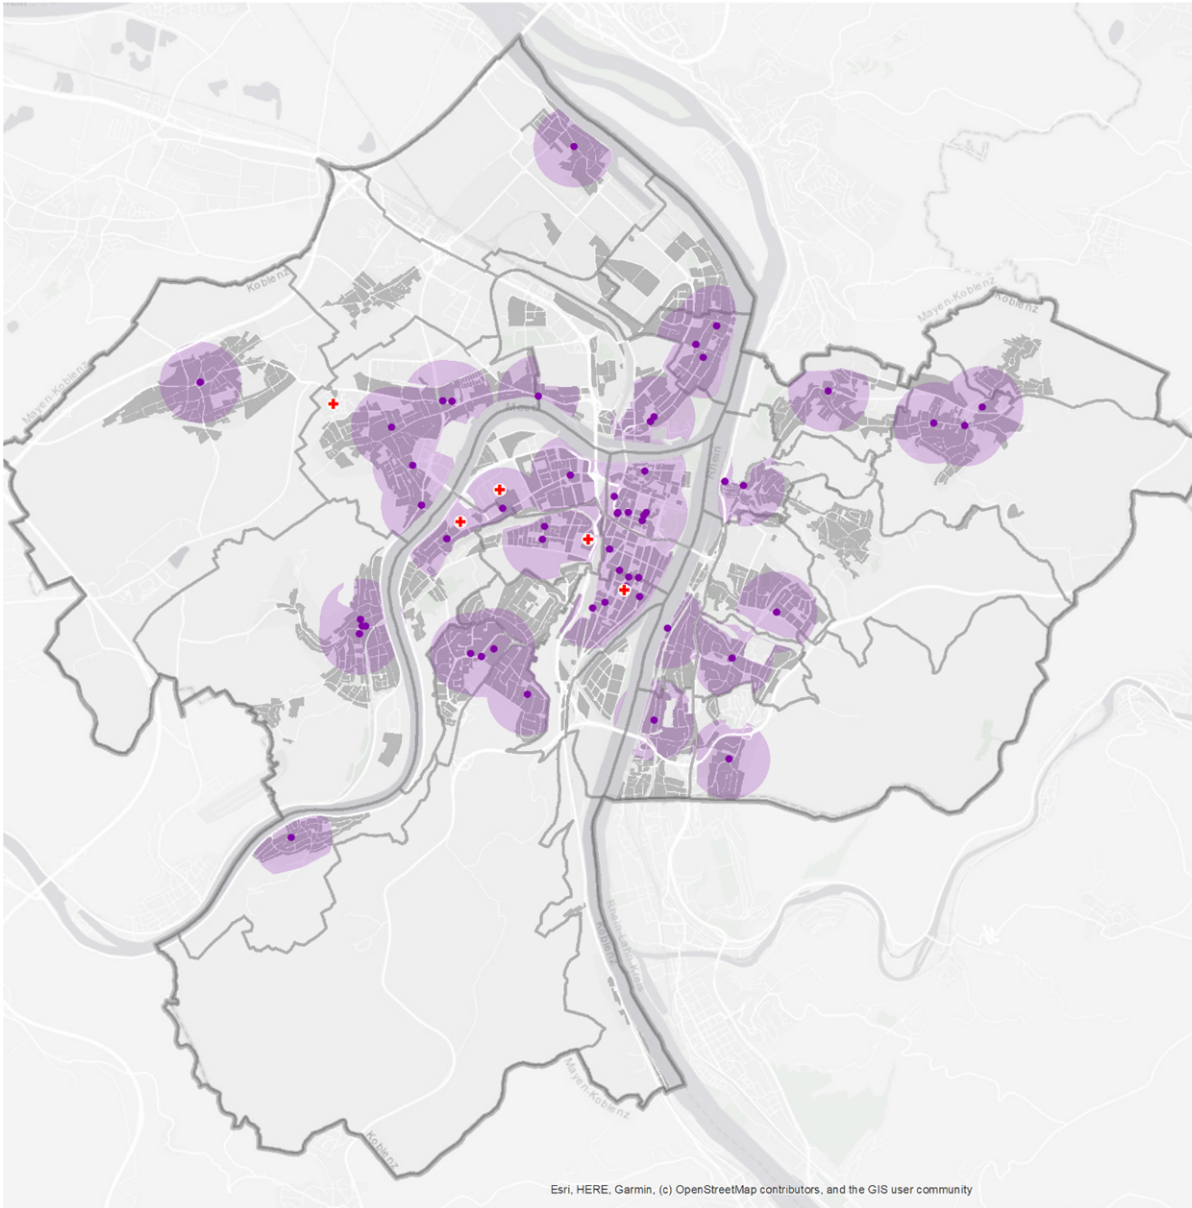 Koblenz
Mayen-Koblenz
Koblenz
Mayen-Koblenz
Mosel
Rhein
Rhein-Lahn-Kreis
Koblenz
Mayen-Koblenz
Koblenz
Esri, HERE, Garmin, (c) OpenStreetMap contributors, and the GIS user community